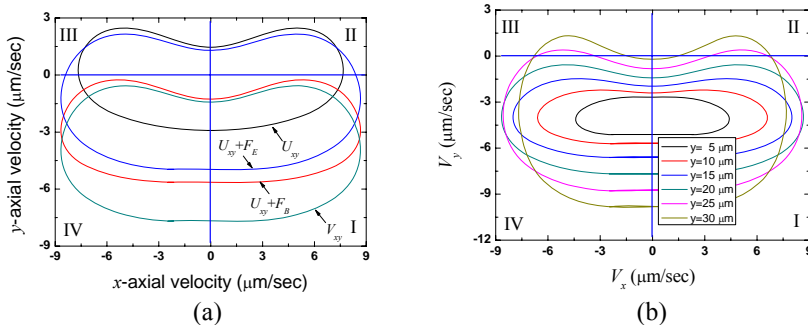 (a)
III
II
3
0
-3
-6
-9
y-axial velocity (μm/sec)
U_xy+F_E
U_xy
U_xy+F_B
V_xy
IV
I
-9 -6 -3 0 3 6 9
x-axial velocity (μm/sec)
(a)
(b)
III
II
3
0
-3
-6
-9
-12
V_y (μm/sec)
y= 5 μm
y=10 μm
y=15 μm
y=20 μm
y=25 μm
y=30 μm
IV
I
-9 -6 -3 0 3 6 9
V_x (μm/sec)
(b)